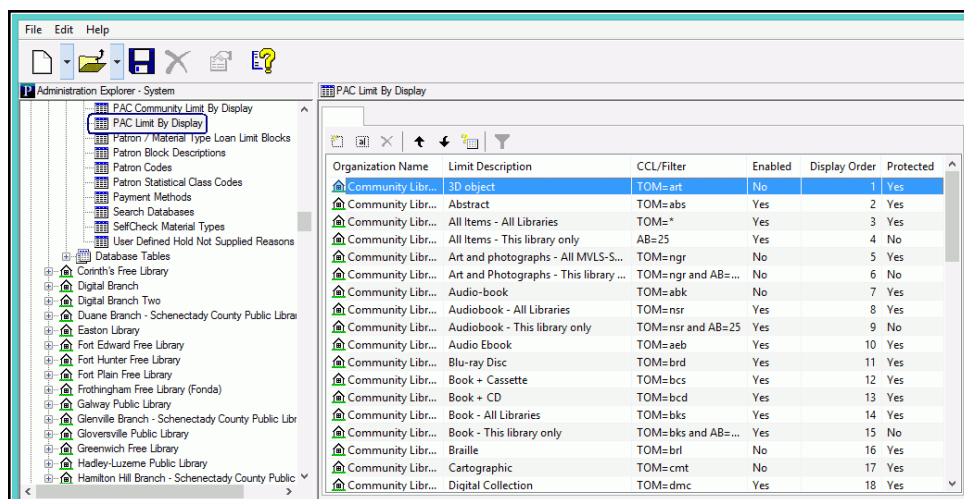 File Edit Help
Administration Explorer - System
PAC Community Limit By Display
PAC Limit By Display
Patron / Material Type Loan Limit Blocks
Patron Block Descriptions
Patron Codes
Patron Statistical Class Codes
Payment Methods
Search Databases
SelfCheck Material Types
User Defined Hold Not Supplied Reasons
Database Tables
Corinth's Free Library
Digital Branch
Digital Branch Two
Duane Branch - Schenectady County Public Librar
Easton Library
Fort Edward Free Library
Fort Hunter Free Library
Fort Plain Free Library
Frothingham Free Library (Fonda)
Galway Public Library
Glenville Branch - Schenectady County Public Libr
Gloversville Public Library
Greenwich Free Library
Hadley-Luzerne Public Library
Hamilton Hill Branch - Schenectady County Public
PAC Limit By Display
Organization Name Limit Description CCL/Filter Enabled Display Order Protected
Community Libr... 3D object TOM=art No 1 Yes
Community Libr... Abstract TOM=abs Yes 2 Yes
Community Libr... All Items - All Libraries TOM=* Yes 3 Yes
Community Libr... All Items - This library only AB=25 Yes 4 No
Community Libr... Art and photographs - All MVLS-S... TOM=ngr No 5 Yes
Community Libr... Art and Photographs - This library ... TOM=ngr and AB=... No 6 No
Community Libr... Audio-book TOM=abk No 7 Yes
Community Libr... Audiobook - All Libraries TOM=nsr Yes 8 Yes
Community Libr... Audiobook - This library only TOM=nsr and AB=25 Yes 9 No
Community Libr... Audio Ebook TOM=aeb Yes 10 Yes
Community Libr... Blu-ray Disc TOM=brd Yes 11 Yes
Community Libr... Book + Cassette TOM=bcs Yes 12 Yes
Community Libr... Book + CD TOM=bcd Yes 13 Yes
Community Libr... Book - All Libraries TOM=bks Yes 14 Yes
Community Libr... Book - This library only TOM=bks and AB=... Yes 15 No
Community Libr... Braille TOM=brl No 16 Yes
Community Libr... Cartographic TOM=cmt No 17 Yes
Community Libr... Digital Collection TOM=dmc Yes 18 Yes